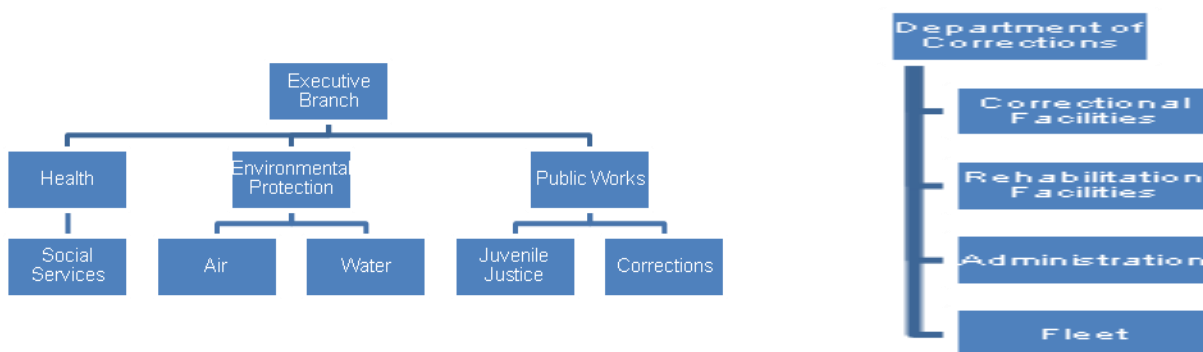 Executive
Branch
Health
Environmental
Protection
Public Works
Social
Services
Air
Water
Juvenile
Justice
Corrections
Department of
Corrections
Correctional
Facilities
Rehabilitation
Facilities
Administration
Fleet